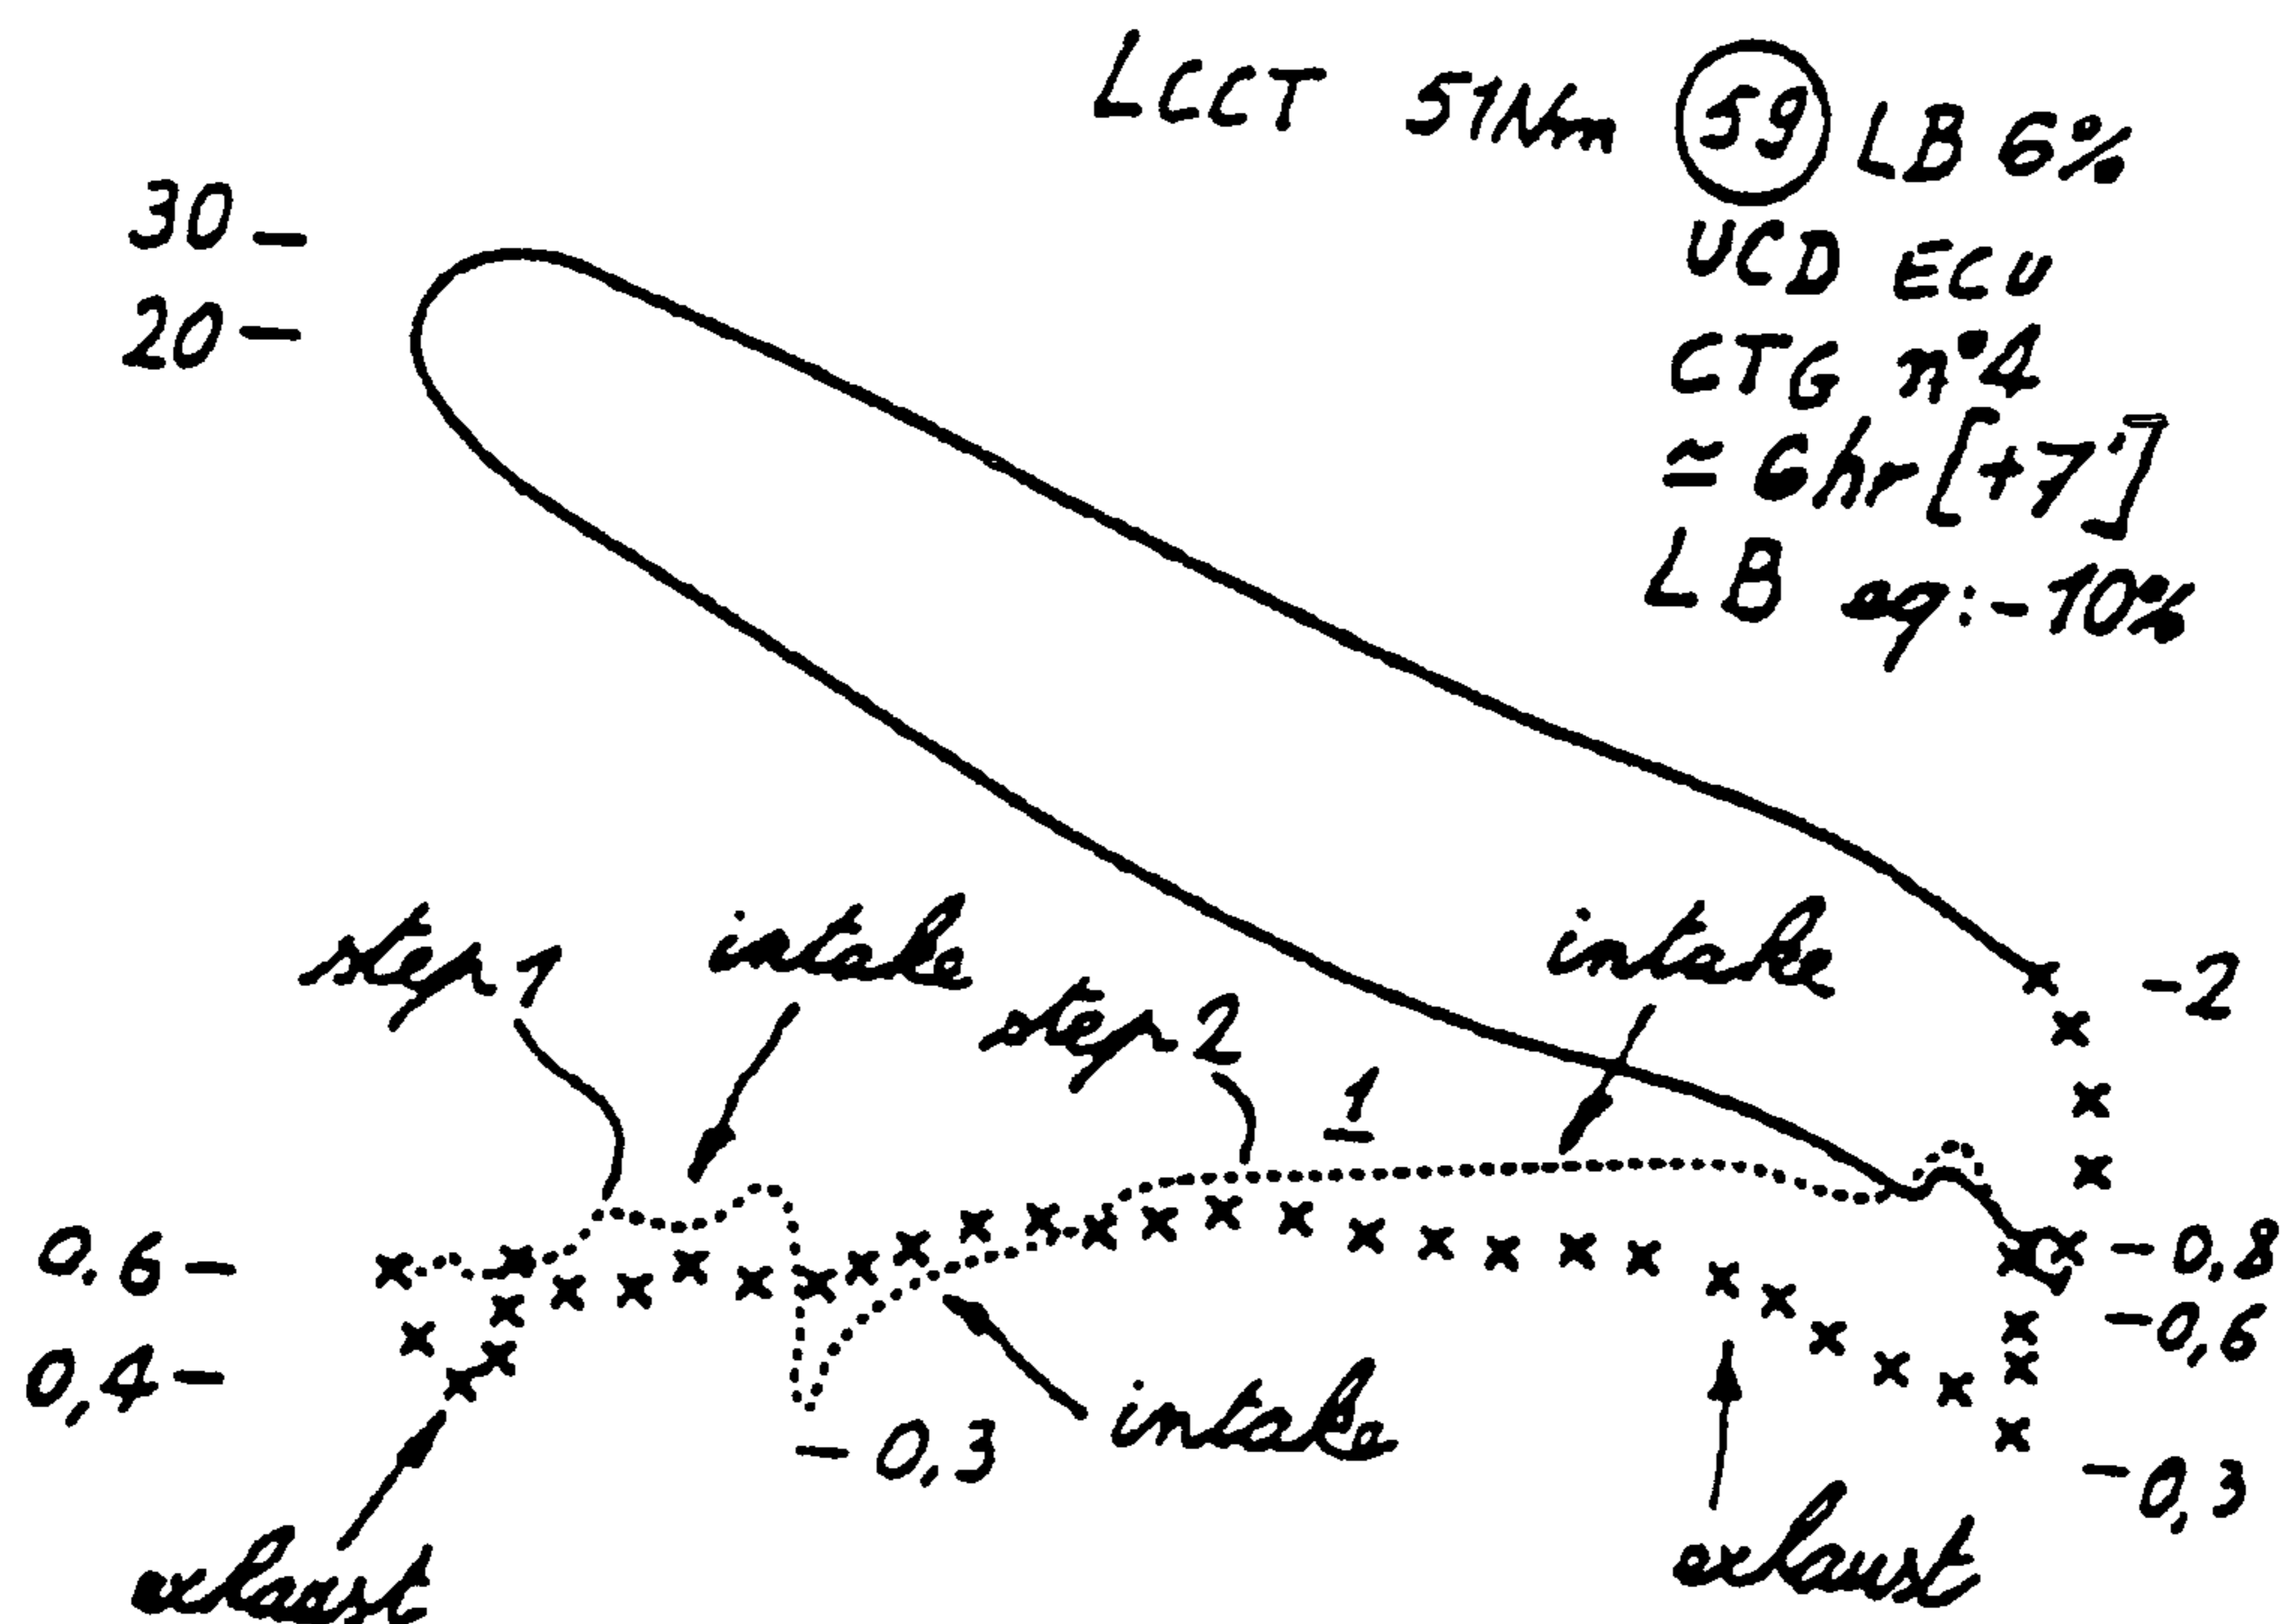 LCCT 51Nm 59 LB 6%
UCD ECU
CTG n°4
≃ 6hr [+7']
LB eq:-10%
30 -
20 -
step 1
intake
step 2
1
intake
-2
0,6 -
0,4 -
-0,3
intake
-0,8
-0,6
-0,3
exhaust
exhaust